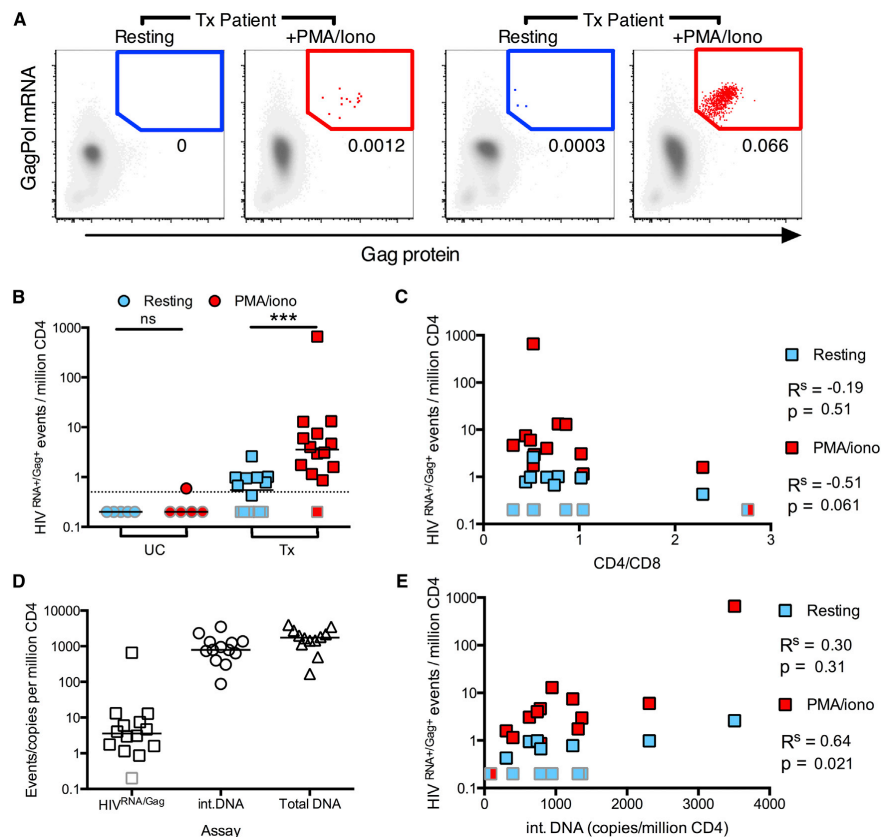 A
Tx Patient
Tx Patient
Resting
+PMA/Iono
Resting
+PMA/Iono
GagPol mRNA
0
0.0012
0.0003
0.066
Gag protein
B
Resting
PMA/iono
ns
***
HIV RNA+/Gag+ events / million CD4
1000
100
10
1
0.1
UC
Tx
C
HIV RNA+/Gag+ events / million CD4
1000
100
10
1
0.1
0
1
2
3
CD4/CD8
Resting
Rs = -0.19
p = 0.51
PMA/iono
Rs = -0.51
p = 0.061
D
Events/copies per million CD4
10000
1000
100
10
1
0.1
HIVRNA/Gag
int.DNA
Total DNA
Assay
E
HIV RNA+/Gag+ events / million CD4
1000
100
10
1
0.1
0
1000
2000
3000
4000
int. DNA (copies/million CD4)
Resting
Rs = 0.30
p = 0.31
PMA/iono
Rs = 0.64
p = 0.021